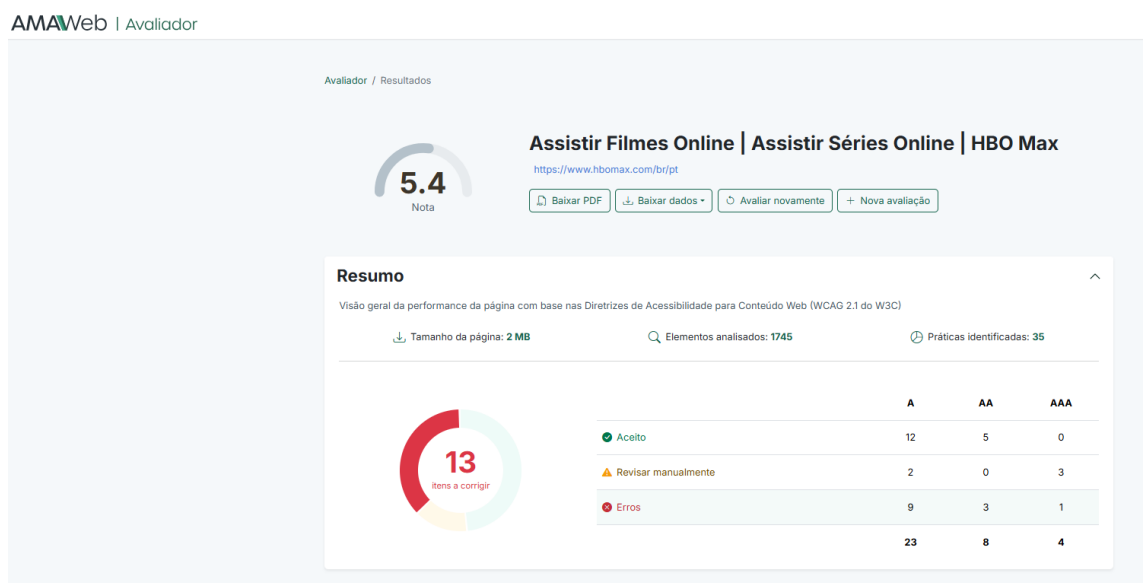 AMAWeb | Avaliador
Avaliador / Resultados
5.4
Nota
Assistir Filmes Online | Assistir Séries Online | HBO Max
https://www.hbomax.com/br/pt
Baixar PDF Baixar dados Avaliar novamente + Nova avaliação
Resumo
Visão geral da performance da página com base nas Diretrizes de Acessibilidade para Conteúdo Web (WCAG 2.1 do W3C)
Tamanho da página: 2 MB Elementos analisados: 1745 Práticas identificadas: 35
13
itens a corrigir
A AA AAA
Aceito 12 5 0
Revisar manualmente 2 0 3
Erros 9 3 1
23 8 4